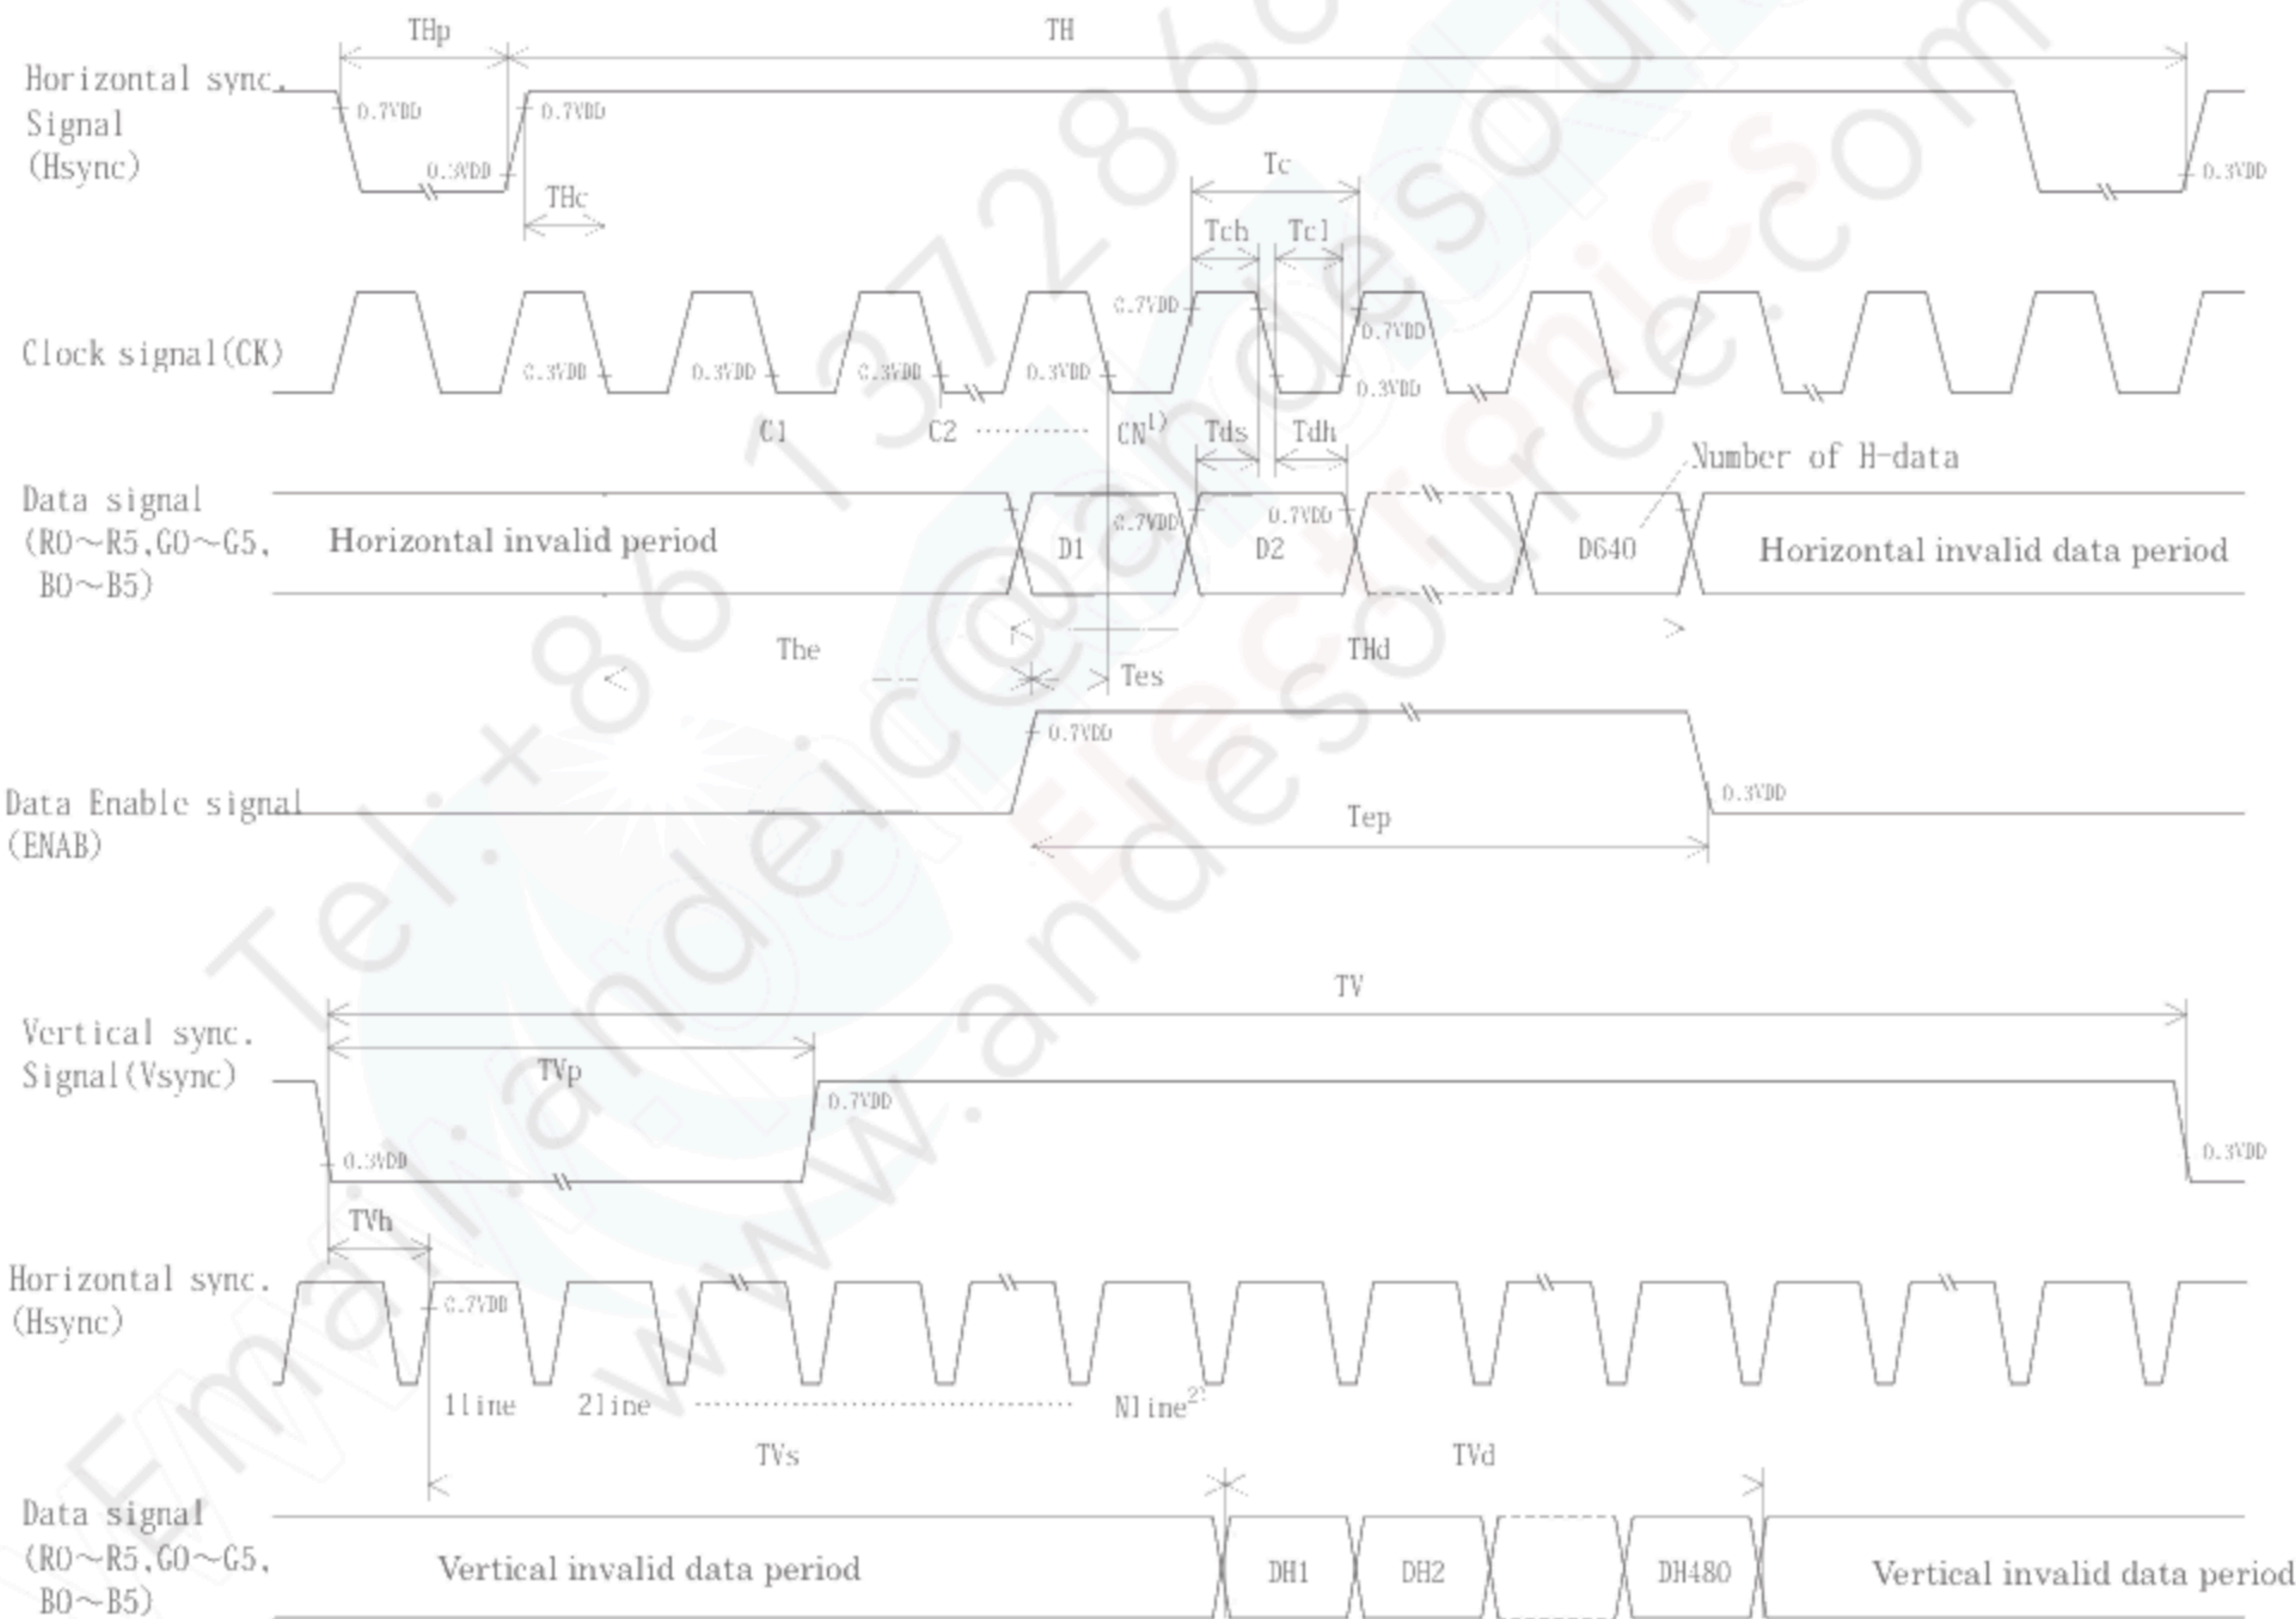 THp
TH
Horizontal sync.
Signal
(Hsync)
0.7VDD
0.7VDD
0.3VDD
0.3VDD
THc
Tc
Tch
Tcl
Clock signal(CK)
0.7VDD
0.7VDD
0.3VDD
0.3VDD
0.3VDD
0.3VDD
0.3VDD
C1
C2
CN1)
Tds
Tdh
Number of H-data
Data signal
(R0~R5,G0~G5,
B0~B5)
Horizontal invalid period
0.7VDD
0.7VDD
D1
D2
D640
Horizontal invalid data period
The
THd
Tes
0.7VDD
Data Enable signal
(ENAB)
0.3VDD
Tep
TV
Vertical sync.
Signal(Vsync)
TVp
0.7VDD
0.3VDD
0.3VDD
TVh
Horizontal sync.
(Hsync)
0.7VDD
1line
2line
Nline2)
TVs
TVd
Data signal
(R0~R5,G0~G5,
B0~B5)
Vertical invalid data period
DH1
DH2
DH480
Vertical invalid data period
Electronics